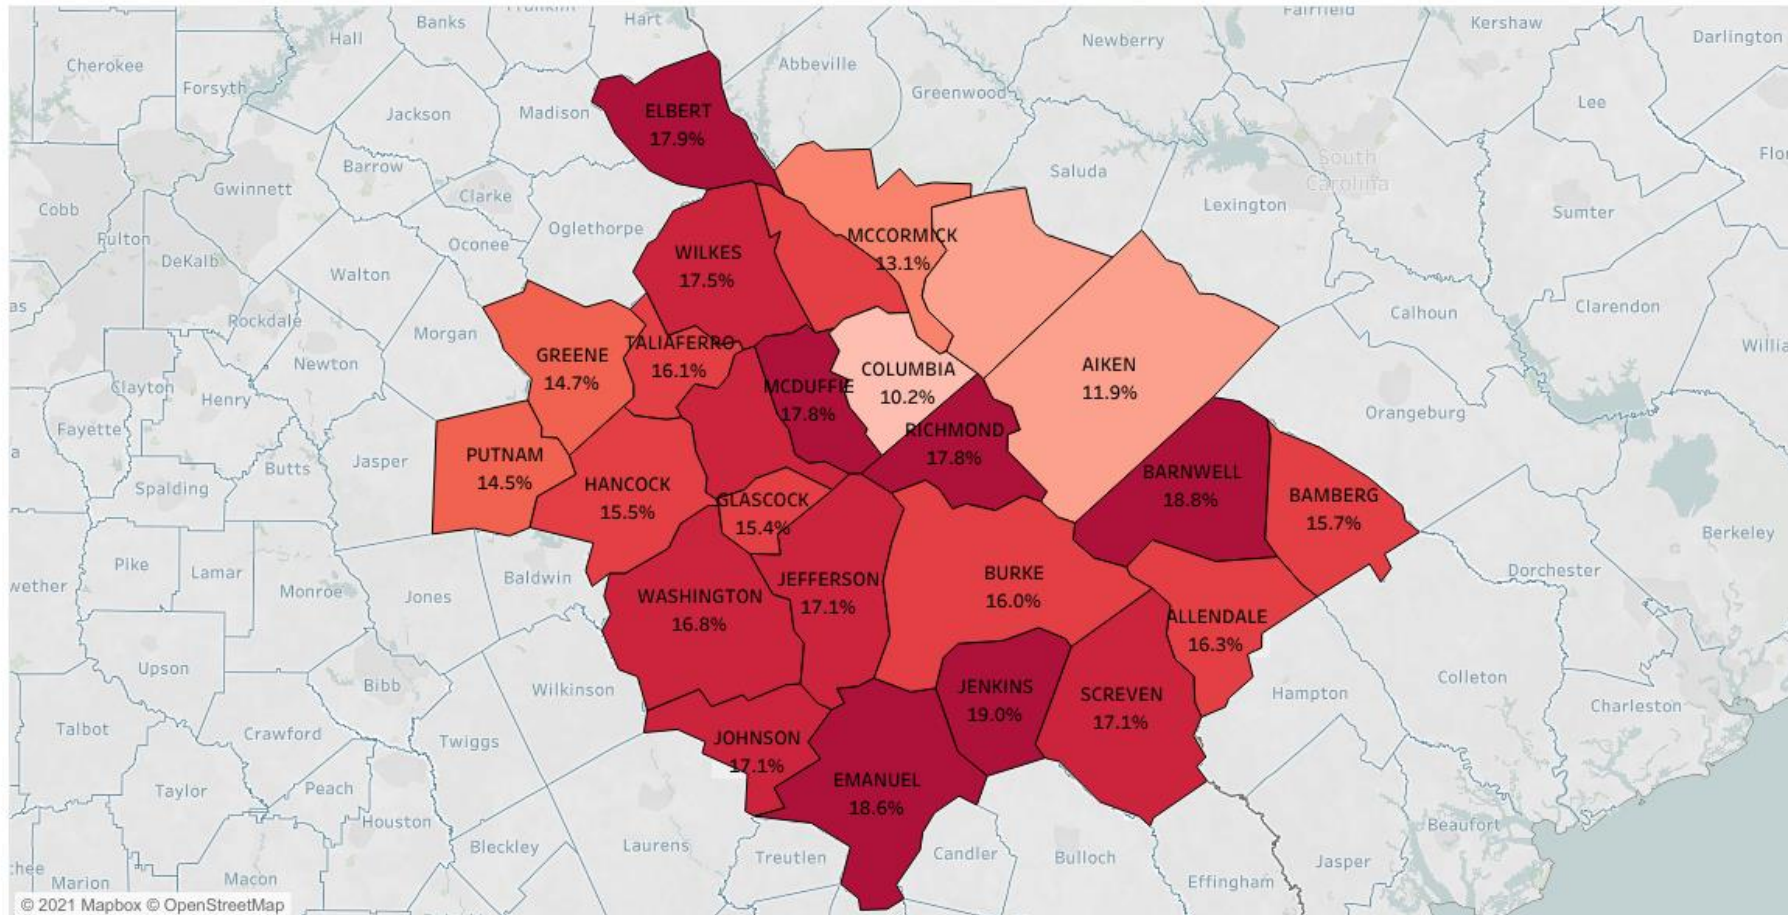 Banks
Hart
Kershaw
Hall
Newberry
Darlington
Cherokee
Abbeville
Forsyth
Greenwood
Lee
ELBERT
17.9%
Jackson
Madison
Barrow
South
Carolina
Saluda
Gwinnett
Clarke
Lexington
Cobb
Sumter
Oglethorpe
Fulton
MCCORMICK
13.1%
Oconee
WILKES
17.5%
DeKalb
Walton
Clarendon
Calhoun
Rockdale
Morgan
GREENE
14.7%
TALIAFERRO
16.1%
Newton
COLUMBIA
10.2%
AIKEN
11.9%
Clayton
MCDUFFIE
17.8%
Henry
Orangeburg
Fayette
RICHMOND
17.8%
PUTNAM
14.5%
Jasper
Butts
BARNWELL
18.8%
Spalding
HANCOCK
15.5%
BAMBERG
15.7%
GLASCOCK
15.4%
Berkeley
Pike
Lamar
Baldwin
Dorchester
BURKE
16.0%
JEFFERSON
17.1%
Monroe
Jones
WASHINGTON
16.8%
ALLENDALE
16.3%
Upson
Colleton
Bibb
Wilkinson
JENKINS
19.0%
SCREVEN
17.1%
Hampton
Charleston
Talbot
Crawford
JOHNSON
17.1%
Twiggs
EMANUEL
18.6%
Taylor
Peach
Houston
Beaufort
Bleckley
Laurens
Treutlen
Candler
Bulloch
Jasper
Effingham
Marion
Macon
© 2021 Mapbox © OpenStreetMap